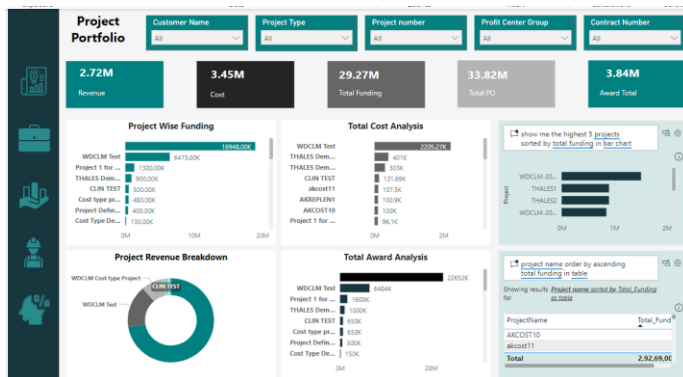 Project
Portfolio
Customer Name
All
Project Type
All
Project number
All
Profit Center Group
All
Contract Number
All
2.72M
Revenue
3.45M
Cost
29.27M
Total Funding
33.82M
Total PO
3.84M
Award Total
Project Wise Funding
16948.00K
WDCLM Test
6473.00K
Project 1 for ...
1300.00K
THALES Dem...
900.00K
CLIN TEST
500.00K
Cost type pr...
480.00K
Project Defin...
400.00K
Cost Type De...
130.00K
0M
10M
20M
Total Cost Analysis
WDCLM Test
2205.27K
THALES Dem...
401K
THALES Dem...
303K
CLIN TEST
131.69K
akcost11
107.5K
AKREPLEN1
100.9K
AKCOST10
100K
Project 1 for ...
96.1K
0M
1M
2M
show me the highest 5 projects
sorted by total funding in bar chart
Project
WDCLM-20...
THALES1
THALES2
WDCLM-20...
0M
1M
2M
Project Revenue Breakdown
WDCLM Cost type Project
CLIN TEST
WDCLM Test
Total Award Analysis
22652K
WDCLM Test
6484K
Project 1 for ...
1600K
THALES Dem...
1000K
CLIN TEST
650K
Cost type pr...
650K
Project Defin...
500K
Cost Type De...
150K
0M
20M
project name order by ascending
total funding in table
Showing results Project name sorted by Total_Funding
for as table
ProjectName
Total_Fund
AKCOST10
akcost11
Total
2,92,69,00